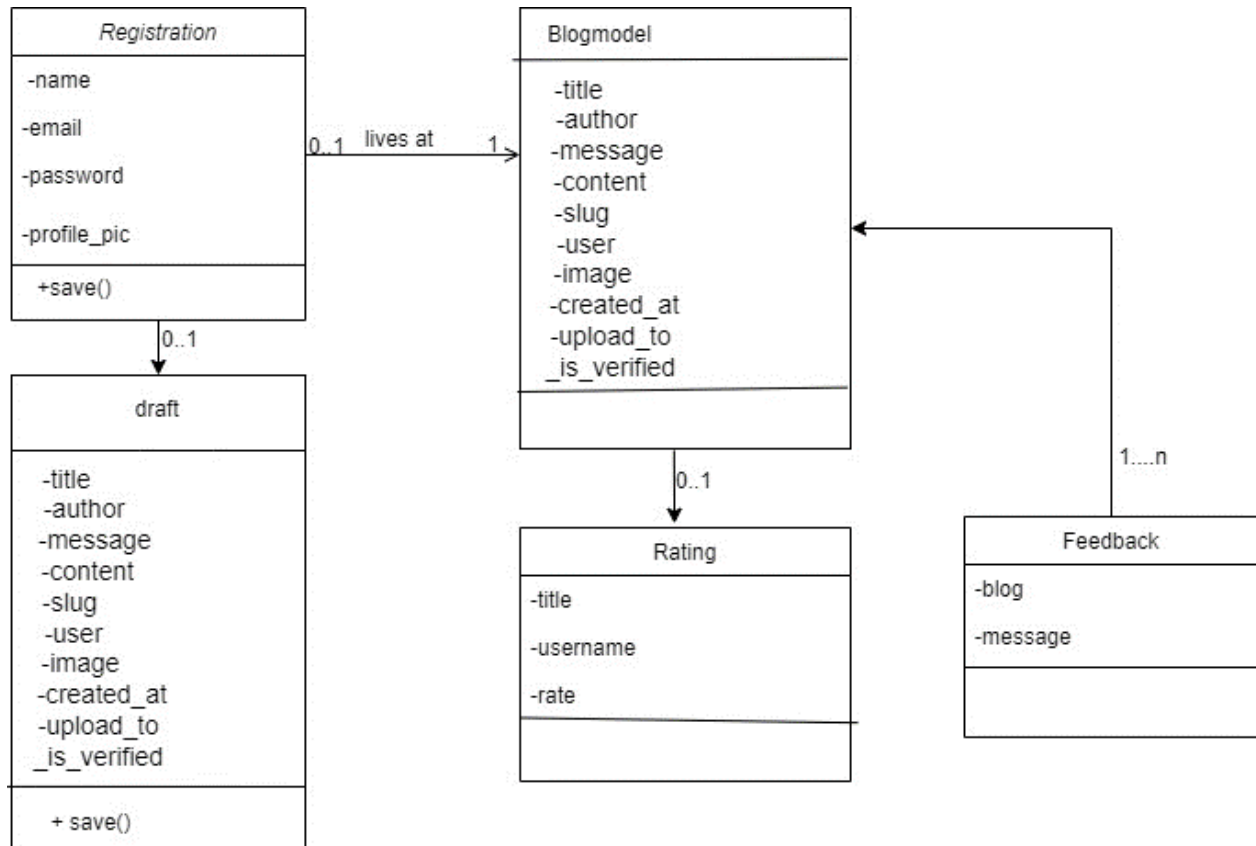 Registration
-name
-email
-password
-profile_pic
+save()
0..1
lives at
1
Blogmodel
-title
-author
-message
-content
-slug
-user
-image
-created_at
-upload_to
_is_verified
0..1
draft
-title
-author
-message
-content
-slug
-user
-image
-created_at
-upload_to
_is_verified
+ save()
0..1
Rating
-title
-username
-rate
1....n
Feedback
-blog
-message